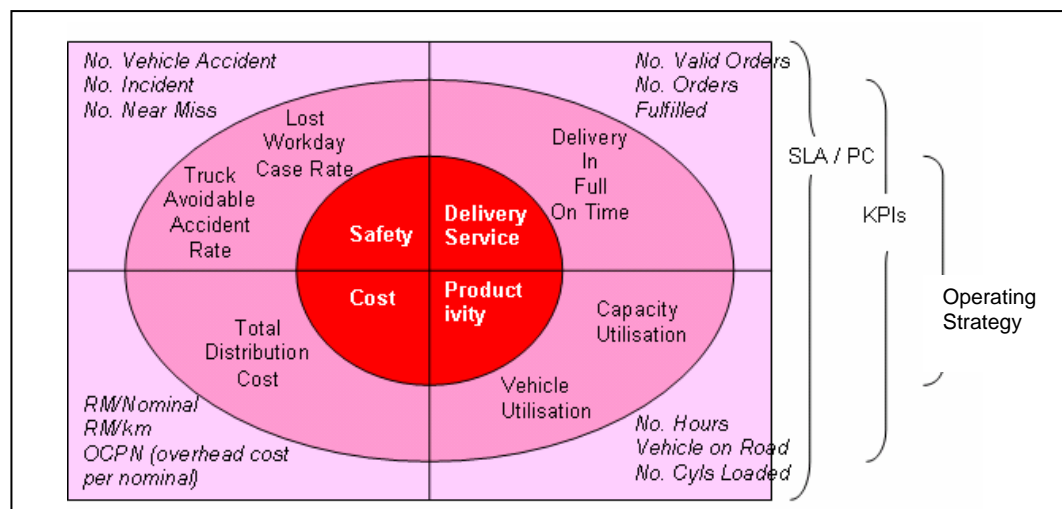 No. Vehicle Accident
No. Incident
No. Near Miss
Lost
Workday
Case Rate
Truck
Avoidable
Accident
Rate
No. Valid Orders
No. Orders
Fulfilled
Delivery
In
Full
On Time
Safety
Delivery
Service
Cost
Product
ivity
Total
Distribution
Cost
Capacity
Utilisation
Vehicle
Utilisation
RM/Nominal
RM/km
OCPN (overhead cost
per nominal)
No. Hours
Vehicle on Road
No. Cyls Loaded
SLA / PC
KPIs
Operating
Strategy